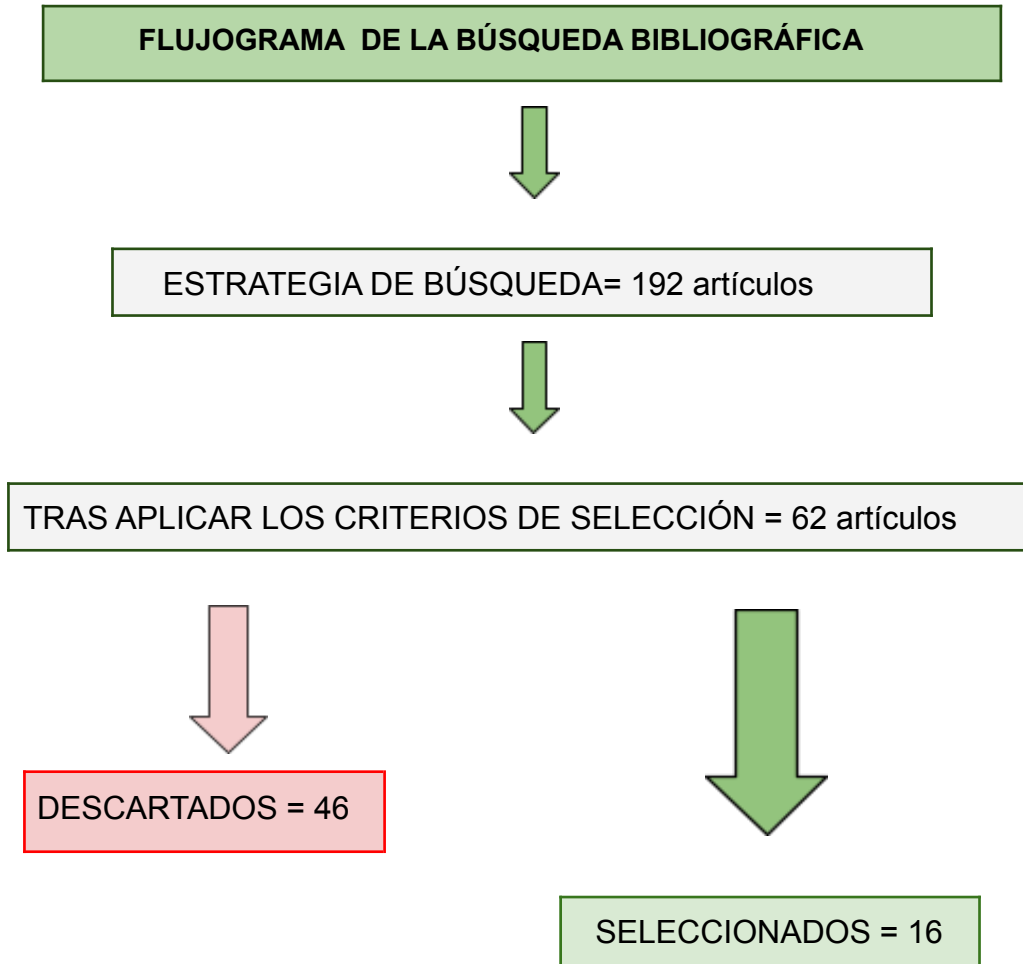 FLUJOGRAMA DE LA BÚSQUEDA BIBLIOGRÁFICA
ESTRATEGIA DE BÚSQUEDA= 192 artículos
TRAS APLICAR LOS CRITERIOS DE SELECCIÓN = 62 artículos
DESCARTADOS = 46
SELECCIONADOS = 16